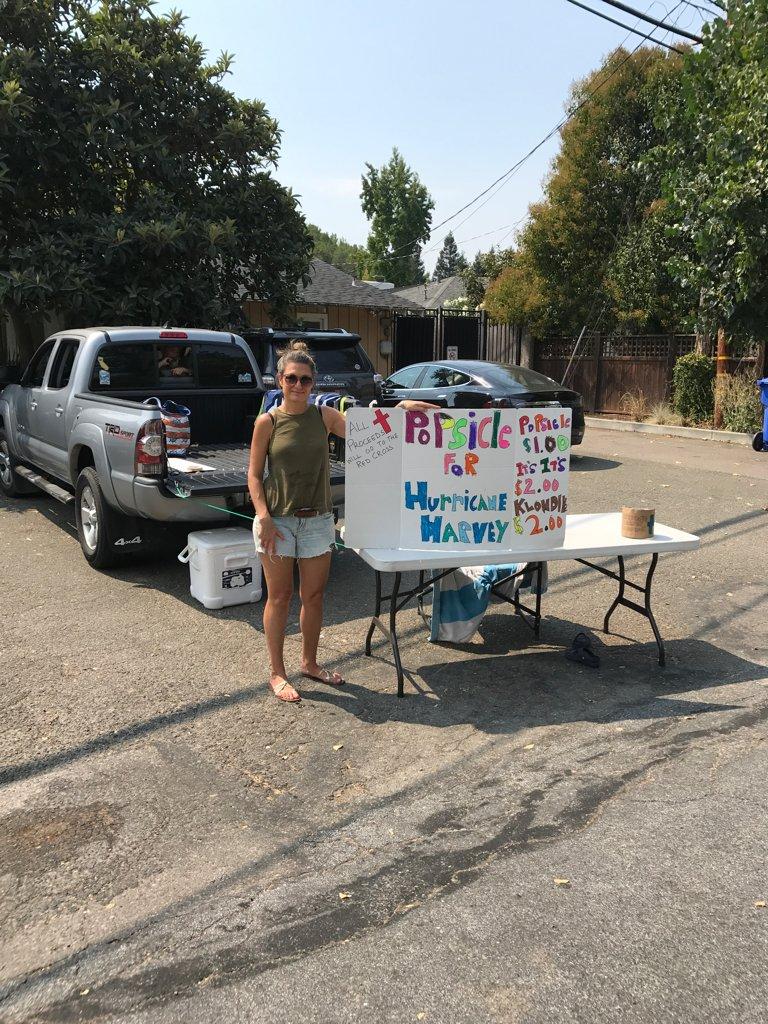 ALL
PROCEEDS
WILL GO TO THE
RED CROSS
POPSICLE
FOR
HURRICANE
HARVEY
POPSICLE
$1.00
It's It's
$2.00
KLONDIE
$2.00
TRD
4x4